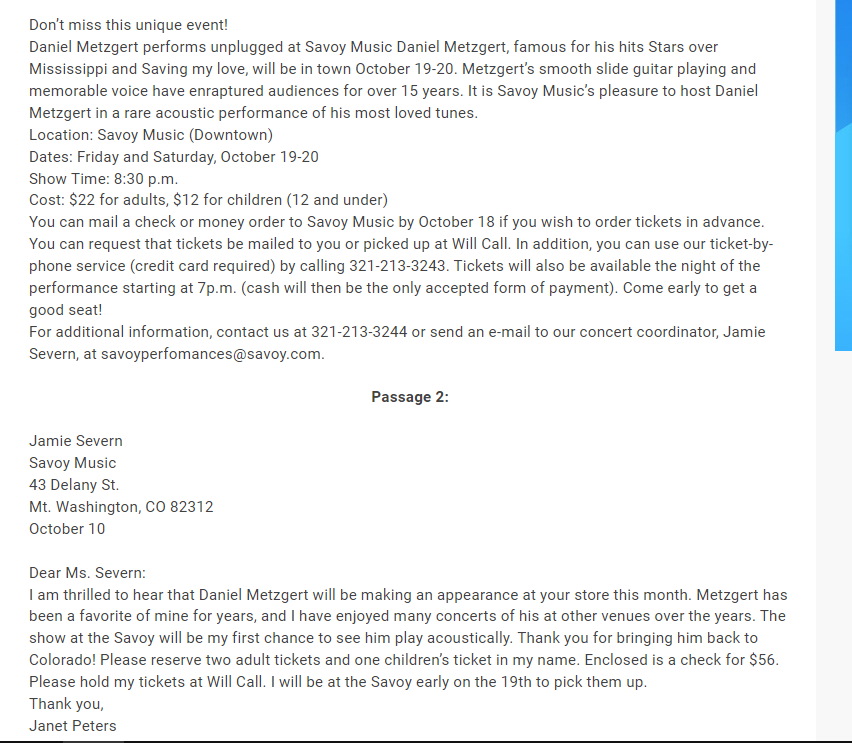 Don’t miss this unique event!
Daniel Metzgert performs unplugged at Savoy Music Daniel Metzgert, famous for his hits Stars over
Mississippi and Saving my love, will be in town October 19-20. Metzgert’s smooth slide guitar playing and
memorable voice have enraptured audiences for over 15 years. It is Savoy Music’s pleasure to host Daniel
Metzgert in a rare acoustic performance of his most loved tunes.
Location: Savoy Music (Downtown)
Dates: Friday and Saturday, October 19-20
Show Time: 8:30 p.m.
Cost: $22 for adults, $12 for children (12 and under)
You can mail a check or money order to Savoy Music by October 18 if you wish to order tickets in advance.
You can request that tickets be mailed to you or picked up at Will Call. In addition, you can use our ticket-by-
phone service (credit card required) by calling 321-213-3243. Tickets will also be available the night of the
performance starting at 7p.m. (cash will then be the only accepted form of payment). Come early to get a
good seat!
For additional information, contact us at 321-213-3244 or send an e-mail to our concert coordinator, Jamie
Severn, at savoyperfomances@savoy.com.
Passage 2:
Jamie Severn
Savoy Music
43 Delany St.
Mt. Washington, CO 82312
October 10
Dear Ms. Severn:
I am thrilled to hear that Daniel Metzgert will be making an appearance at your store this month. Metzgert has
been a favorite of mine for years, and I have enjoyed many concerts of his at other venues over the years. The
show at the Savoy will be my first chance to see him play acoustically. Thank you for bringing him back to
Colorado! Please reserve two adult tickets and one children’s ticket in my name. Enclosed is a check for $56.
Please hold my tickets at Will Call. I will be at the Savoy early on the 19th to pick them up.
Thank you,
Janet Peters